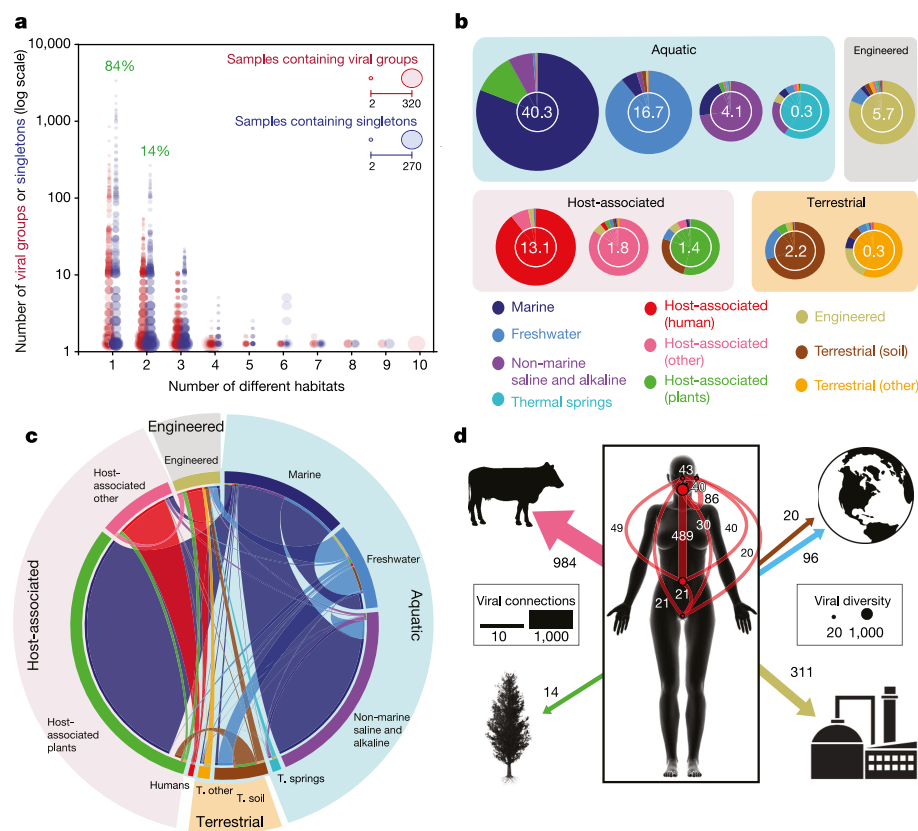 a
Number of viral groups or singletons (log scale)
10,000
1,000
100
10
1
84%
14%
Samples containing viral groups
2
320
Samples containing singletons
2
270
1 2 3 4 5 6 7 8 9 10
Number of different habitats
b
Aquatic
40.3
16.7
4.1
0.3
Engineered
5.7
Host-associated
13.1
1.8
1.4
Terrestrial
2.2
0.3
Marine
Freshwater
Non-marine
saline and alkaline
Thermal springs
Host-associated
(human)
Host-associated
(other)
Host-associated
(plants)
Engineered
Terrestrial (soil)
Terrestrial (other)
c
Engineered
Engineered
Host-
associated
other
Marine
Freshwater
Aquatic
Host-associated
Host-
associated
plants
Non-marine
saline and
alkaline
Humans
T. other
T. soil
T. springs
Terrestrial
d
43
40
86
49
30
40
489
20
21
21
984
20
96
Viral connections
10
1,000
Viral diversity
20 1,000
14
311